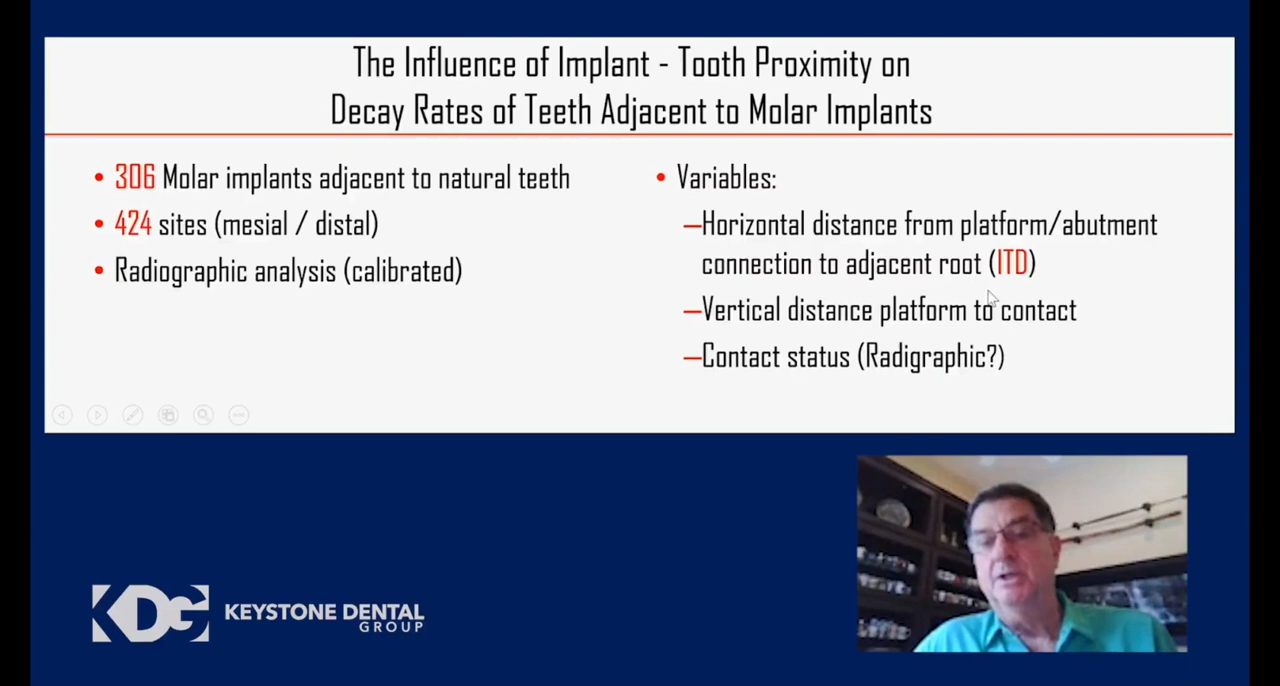 The Influence of Implant - Tooth Proximity on
Decay Rates of Teeth Adjacent to Molar Implants
• 306 Molar implants adjacent to natural teeth
• 424 sites (mesial / distal)
• Radiographic analysis (calibrated)
• Variables:
—Horizontal distance from platform/abutment
connection to adjacent root (ITD)
—Vertical distance platform to contact
—Contact status (Radigraphic?)
KDG KEYSTONE DENTAL
GROUP